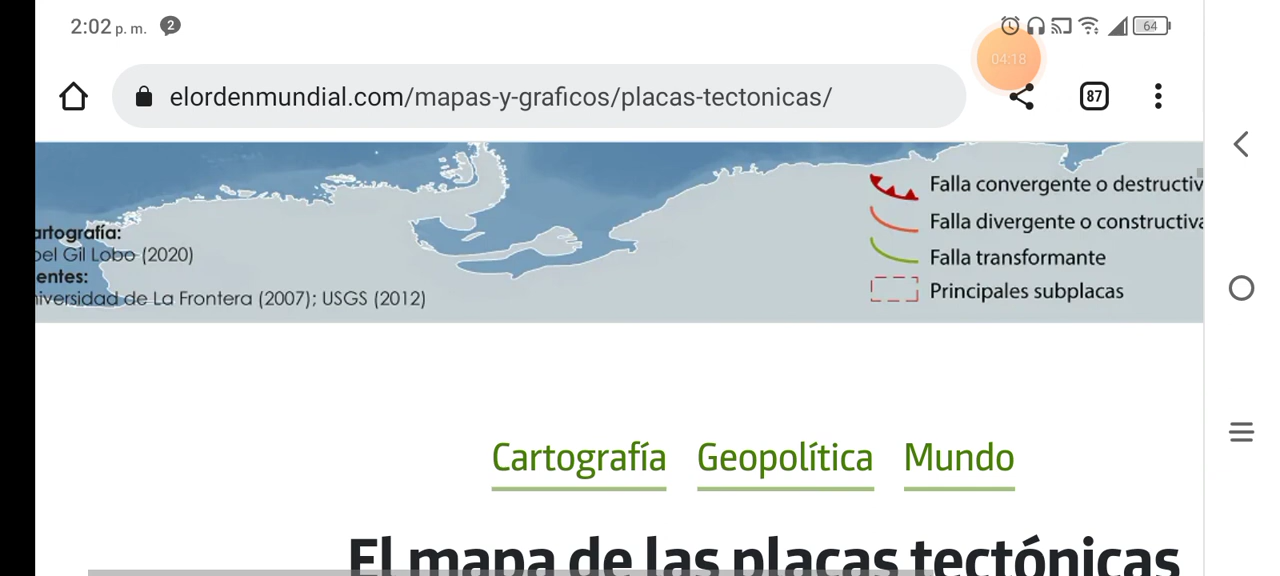 2:02 p. m. 2
64
04:18
elordenmundial.com/mapas-y-graficos/placas-tectonicas/
87
Falla convergente o destructiv
artografía:
Falla divergente o constructiva
bel Gil Lobo (2020)
Falla transformante
entes:
Principales subplacas
niversidad de La Frontera (2007); USGS (2012)
Cartografía Geopolítica Mundo
El mapa de las placas tectónicas